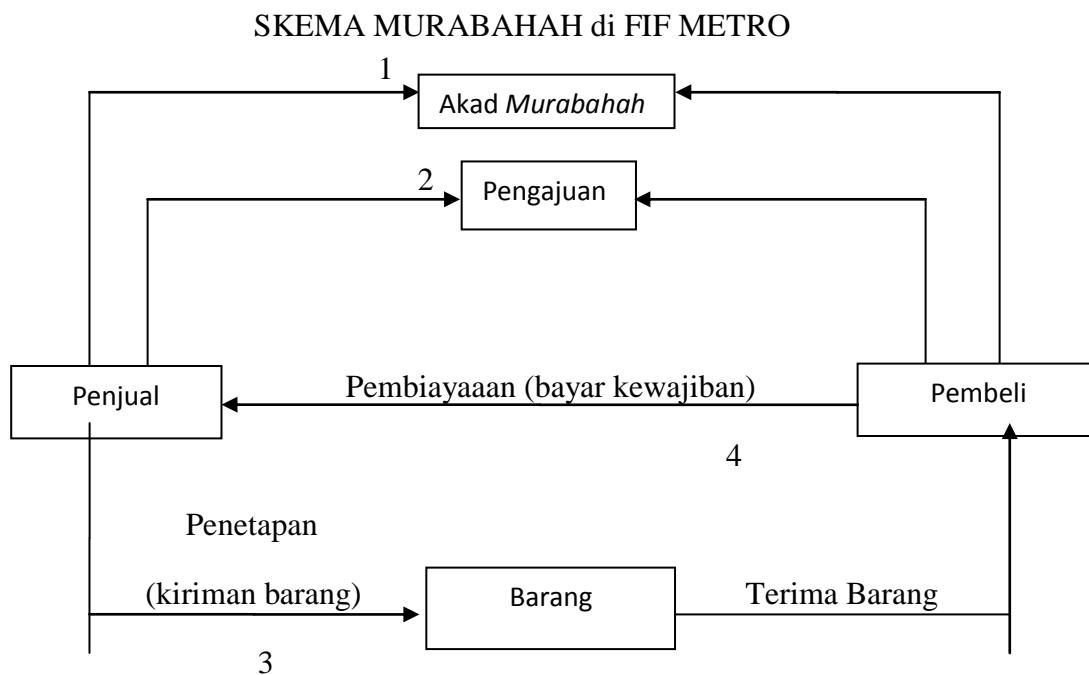 SKEMA MURABAHAH di FIF METRO
1
Akad Murabahah
2
Pengajuan
Penjual
Pembiayaaan (bayar kewajiban)
Pembeli
4
Penetapan
(kiriman barang)
Barang
Terima Barang
3